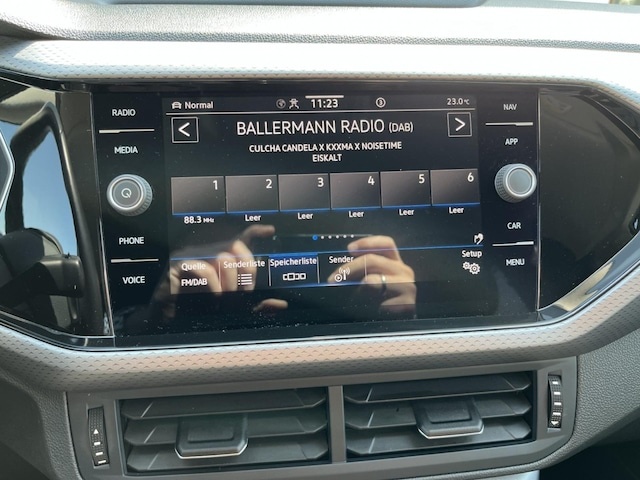 RADIO
MEDIA
PHONE
VOICE
Normal 11:23 3 23.0 °C
< BALLERMANN RADIO (DAB) >
CULCHA CANDELA X KXXMA X NOISETIME
EISKALT
1 2 3 4 5 6
88.3 MHz Leer Leer Leer Leer Leer
Quelle Senderliste Speicherliste Sender Setup
FM/DAB
NAV
APP
CAR
MENU